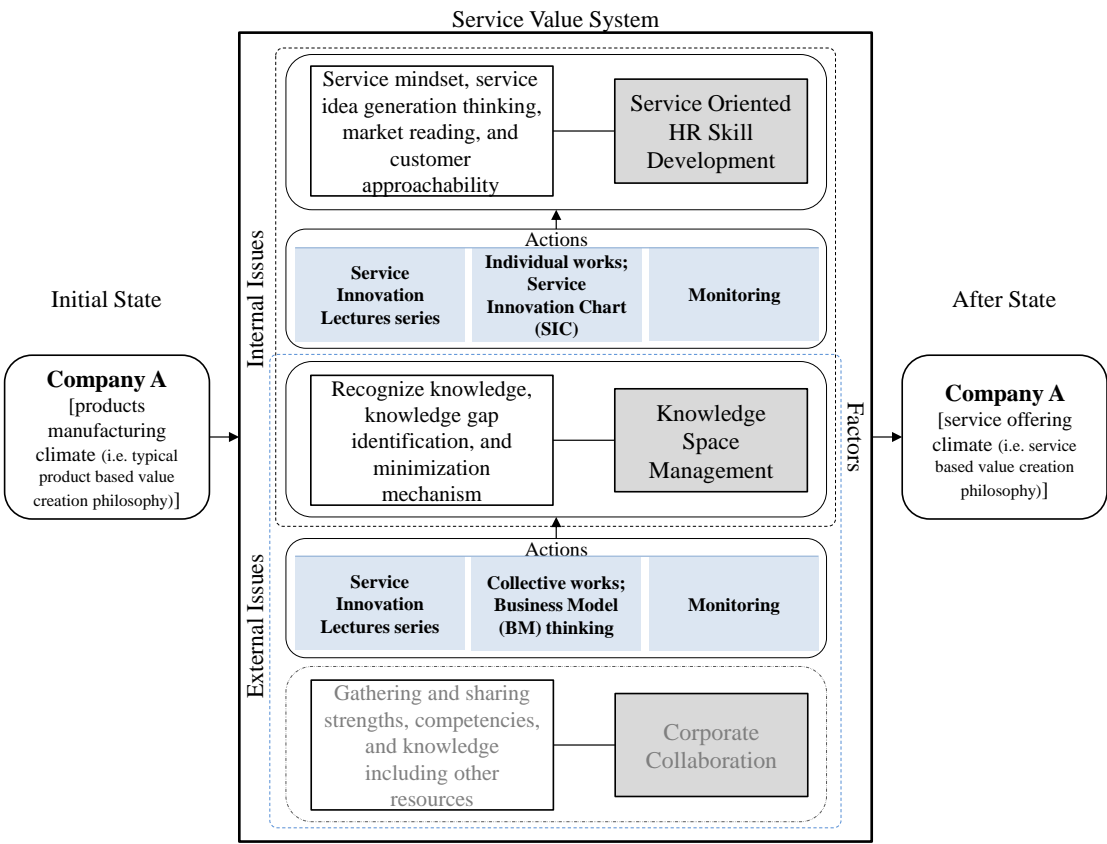 Service Value System
Initial State
Company A
[products
manufacturing
climate (i.e. typical
product based value
creation philosophy)]
Internal Issues
External Issues
Service mindset, service
idea generation thinking,
market reading, and
customer
approachability
Service Oriented
HR Skill
Development
Actions
Service
Innovation
Lectures series
Individual works;
Service
Innovation Chart
(SIC)
Monitoring
Recognize knowledge,
knowledge gap
identification, and
minimization
mechanism
Knowledge
Space
Management
Actions
Service
Innovation
Lectures series
Collective works;
Business Model
(BM) thinking
Monitoring
Gathering and sharing
strengths, competencies,
and knowledge
including other
resources
Corporate
Collaboration
Factors
After State
Company A
[service offering
climate (i.e. service
based value creation
philosophy)]